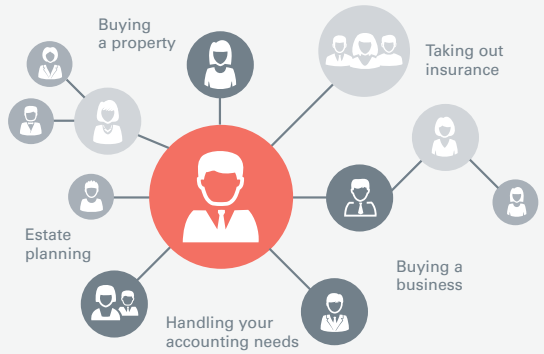 Buying
a property
Taking out
insurance
Estate
planning
Buying a
business
Handling your
accounting needs